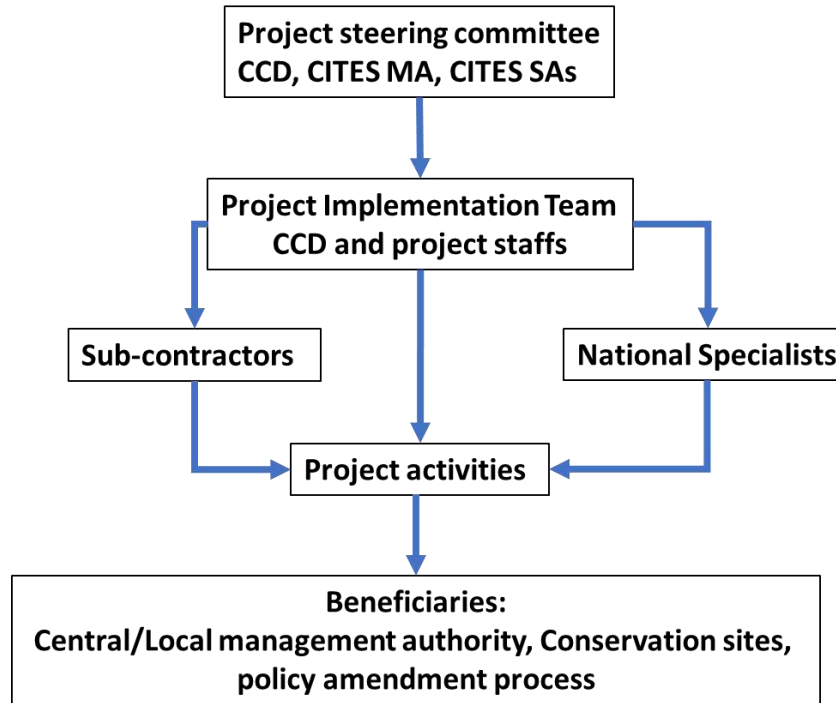 Project steering committee
CCD, CITES MA, CITES SAs
Project Implementation Team
CCD and project staffs
Sub-contractors
National Specialists
Project activities
Beneficiaries:
Central/Local management authority, Conservation sites,
policy amendment process